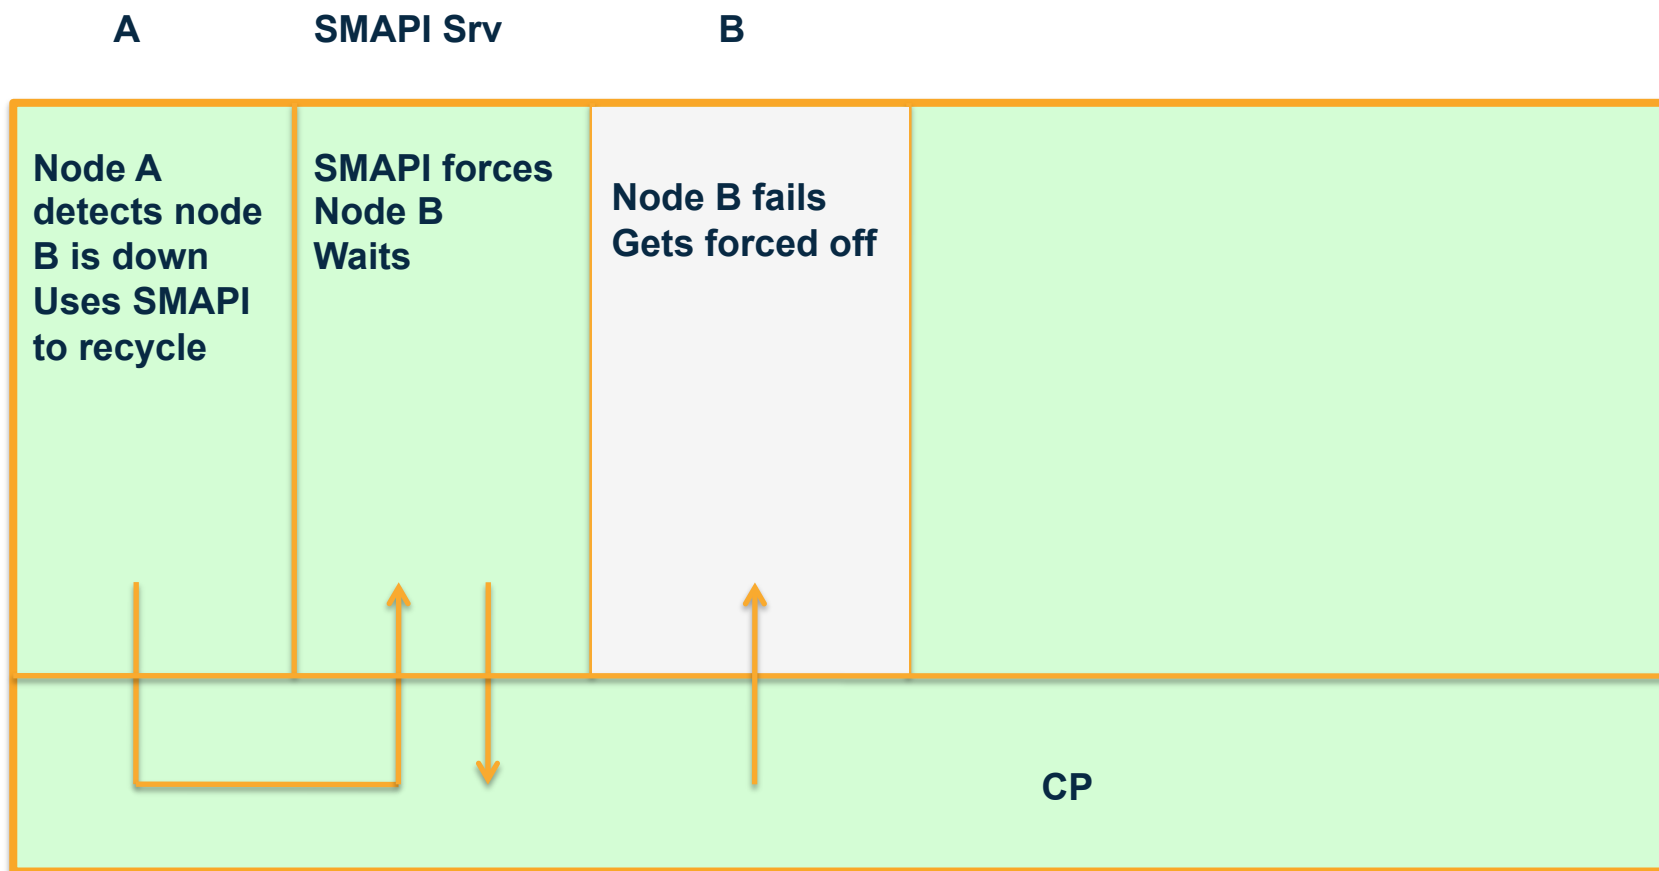 A
SMAPI Srv
B
Node A
detects node
B is down
Uses SMAPI
to recycle
SMAPI forces
Node B
Waits
Node B fails
Gets forced off
CP